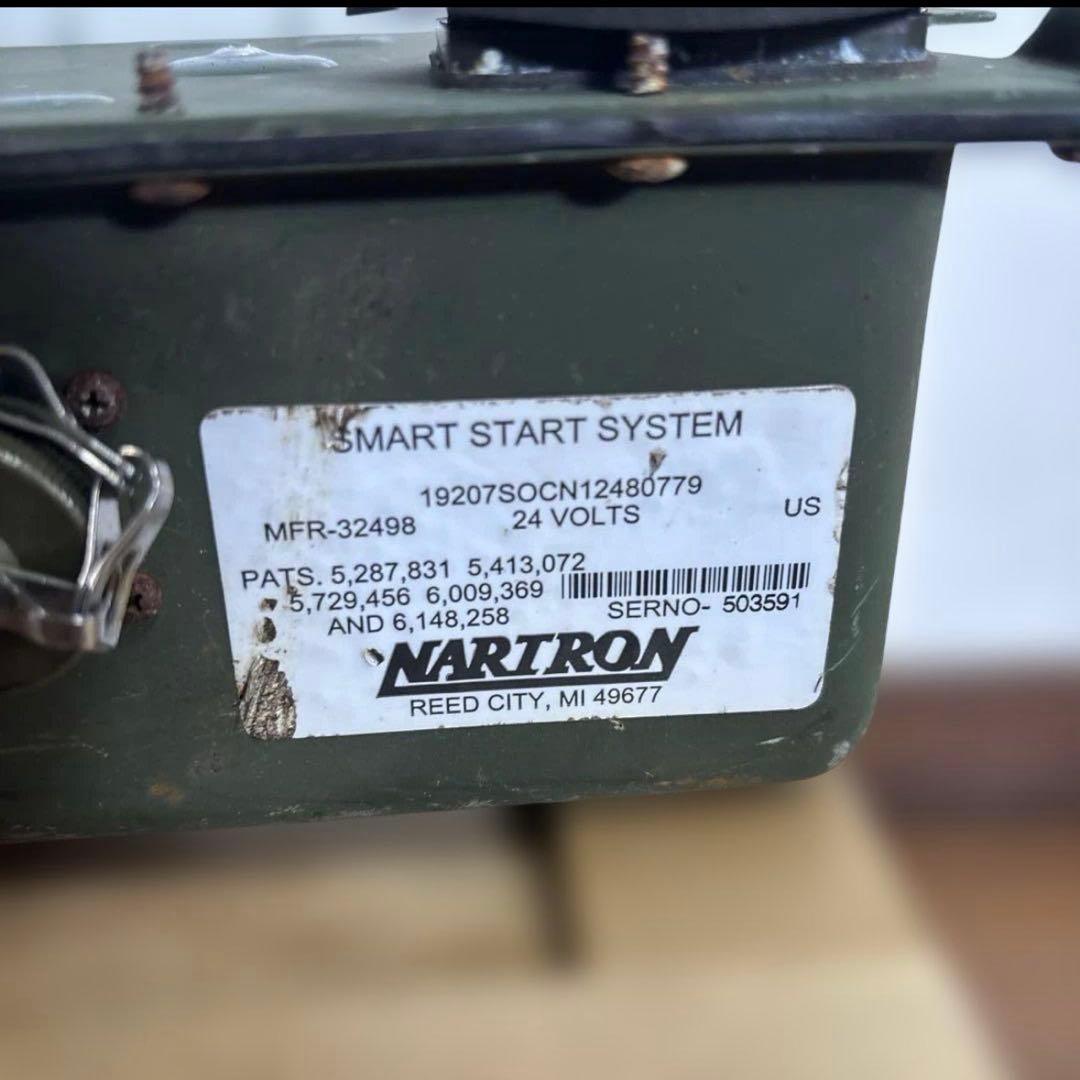 SMART START SYSTEM
19207SOCN12480779
MFR-32498 24 VOLTS US
PATS. 5,287,831 5,413,072
5,729,456 6,009,369
AND 6,148,258 SERNO- 503591
NARTRON
REED CITY, MI 49677